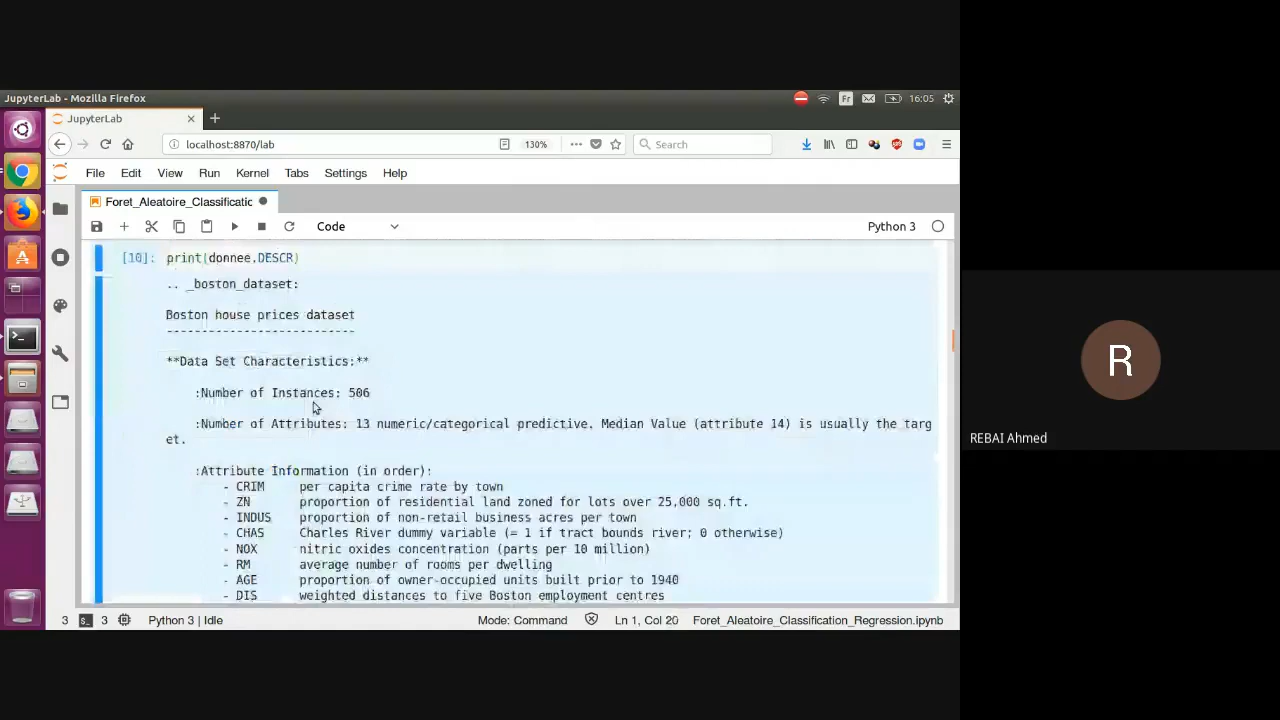 JupyterLab - Mozilla Firefox
Fr
16:05
JupyterLab
localhost:8870/lab
130%
Search
File Edit View Run Kernel Tabs Settings Help
Foret_Aleatoire_Classificatic
Code
Python 3
[10]: print(donnee.DESCR)
.. _boston_dataset:
Boston house prices dataset
---------------------------
**Data Set Characteristics:**
:Number of Instances: 506
:Number of Attributes: 13 numeric/categorical predictive. Median Value (attribute 14) is usually the targ
et.
:Attribute Information (in order):
- CRIM per capita crime rate by town
- ZN proportion of residential land zoned for lots over 25,000 sq.ft.
- INDUS proportion of non-retail business acres per town
- CHAS Charles River dummy variable (= 1 if tract bounds river; 0 otherwise)
- NOX nitric oxides concentration (parts per 10 million)
- RM average number of rooms per dwelling
- AGE proportion of owner-occupied units built prior to 1940
- DIS weighted distances to five Boston employment centres
3 3 Python 3 | Idle Mode: Command Ln 1, Col 20 Foret_Aleatoire_Classification_Regression.ipynb
R
REBAI Ahmed